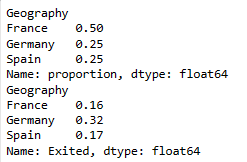 Geography
France    0.50
Germany   0.25
Spain     0.25
Name: proportion, dtype: float64
Geography
France    0.16
Germany   0.32
Spain     0.17
Name: Exited, dtype: float64